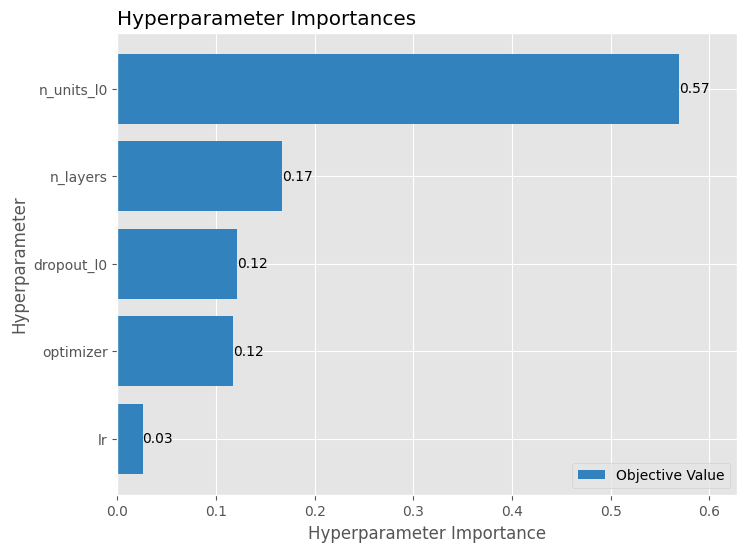 Hyperparameter Importances
n_units_l0
0.57
n_layers
0.17
dropout_l0
0.12
optimizer
0.12
lr
0.03
Hyperparameter
Objective Value
0.0 0.1 0.2 0.3 0.4 0.5 0.6
Hyperparameter Importance